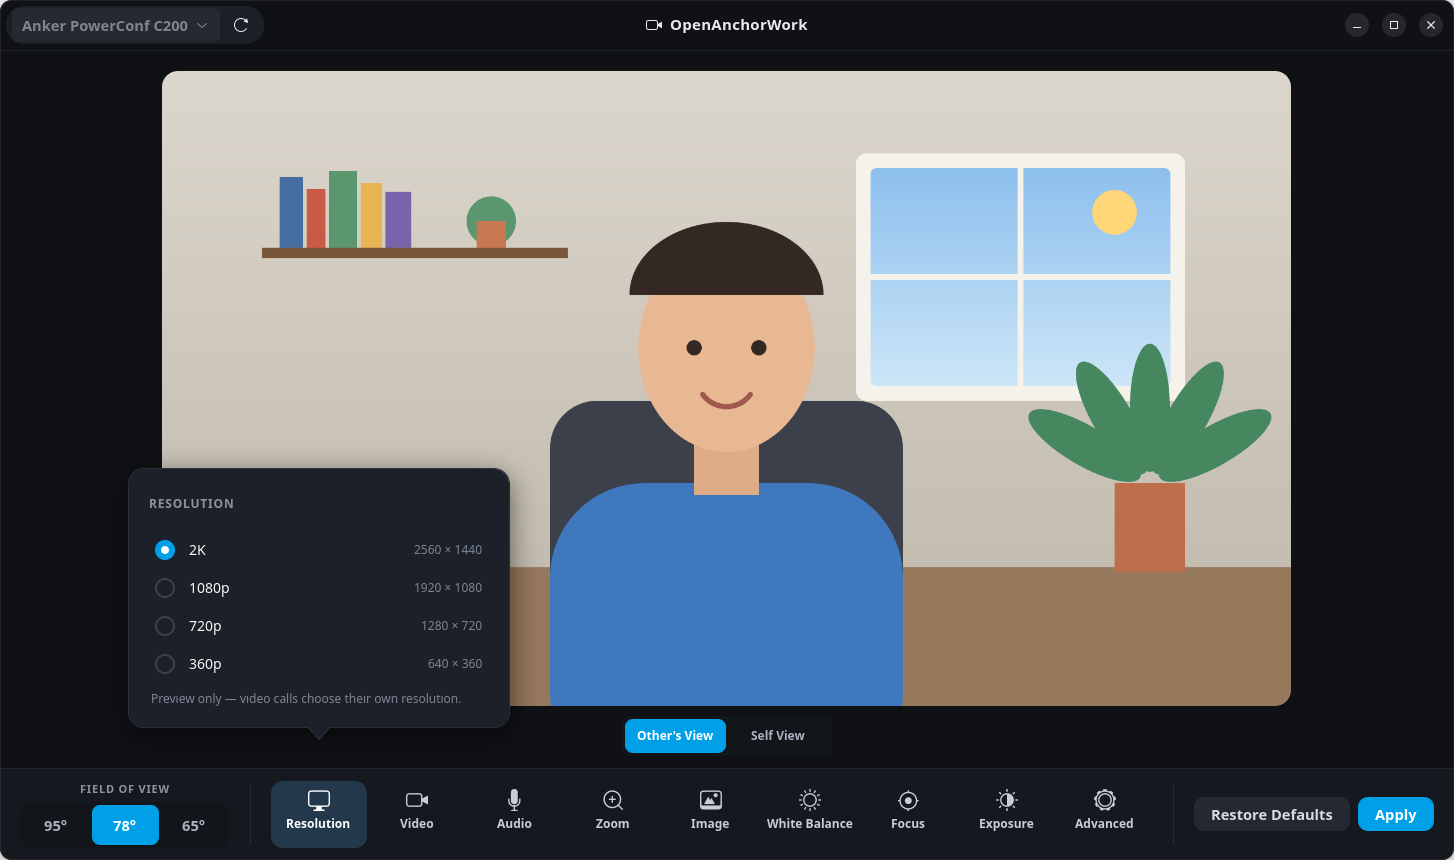 Anker PowerConf C200
OpenAnchorWork
RESOLUTION
2K 2560 × 1440
1080p 1920 × 1080
720p 1280 × 720
360p 640 × 360
Preview only — video calls choose their own resolution.
Other's View
Self View
FIELD OF VIEW
95°
78°
65°
Resolution
Video
Audio
Zoom
Image
White Balance
Focus
Exposure
Advanced
Restore Defaults
Apply